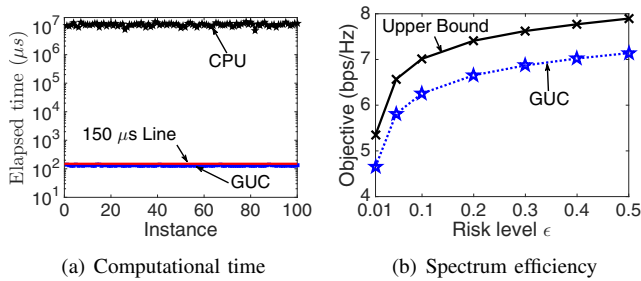 10^7
10^6
10^5
10^4
10^3
10^2
10^1
Elapsed time (μs)
CPU
150 μs Line
GUC
0 20 40 60 80 100
Instance
(a) Computational time
8
7
6
5
4
Objective (bps/Hz)
Upper Bound
GUC
0.01 0.1 0.2 0.3 0.4 0.5
Risk level ϵ
(b) Spectrum efficiency